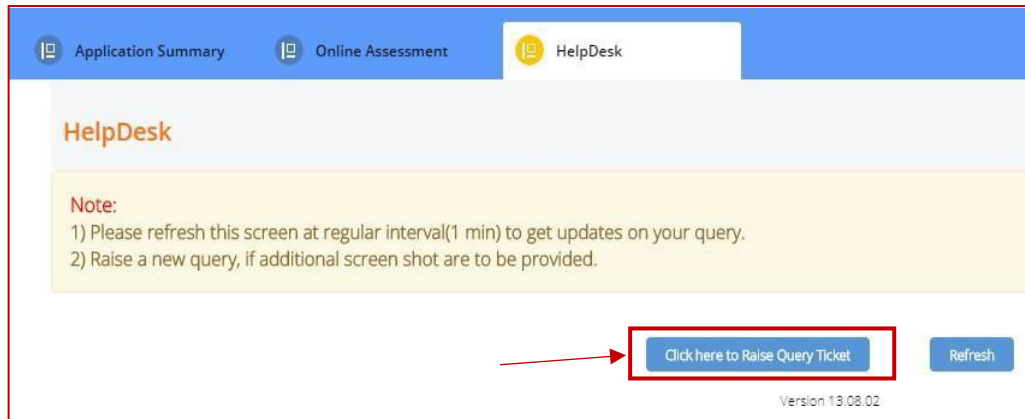 Application Summary Online Assessment HelpDesk
HelpDesk
Note:
1) Please refresh this screen at regular interval(1 min) to get updates on your query.
2) Raise a new query, if additional screen shot are to be provided.
Click here to Raise Query Ticket Refresh
Version 13.08.02